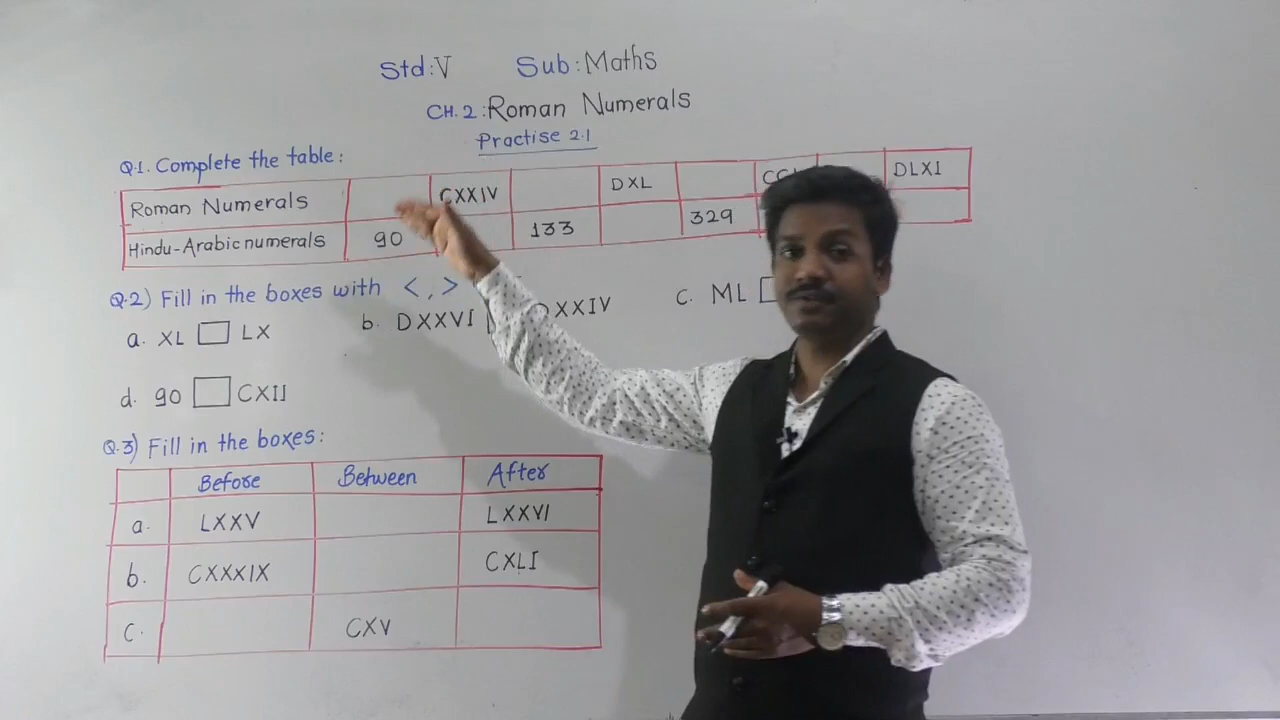 Std:V Sub:Maths
CH.2:Roman Numerals
Practise 2.1
Q.1. Complete the table:
Roman Numerals CXXIV DXL DLXI
Hindu-Arabic numerals 90 133 329
Q.2) Fill in the boxes with <, >
a. XL LX b. DXXVI XXIV c. ML
d. 90 CXII
Q.3) Fill in the boxes:
Before Between After
a. LXXV LXXVI
b. CXXXIX CXLI
c. CXV